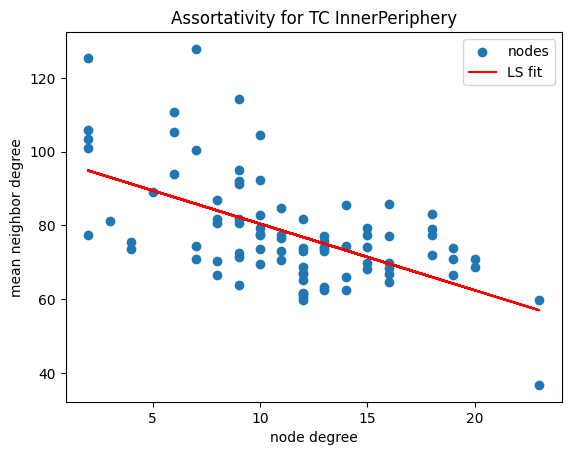 Assortativity for TC InnerPeriphery
nodes
LS fit
mean neighbor degree
120
100
80
60
40
5
10
15
20
node degree